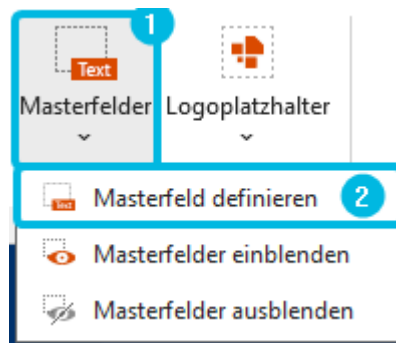 1
Text
Masterfelder Logoplatzhalter
Masterfeld definieren 2
Masterfelder einblenden
Masterfelder ausblenden